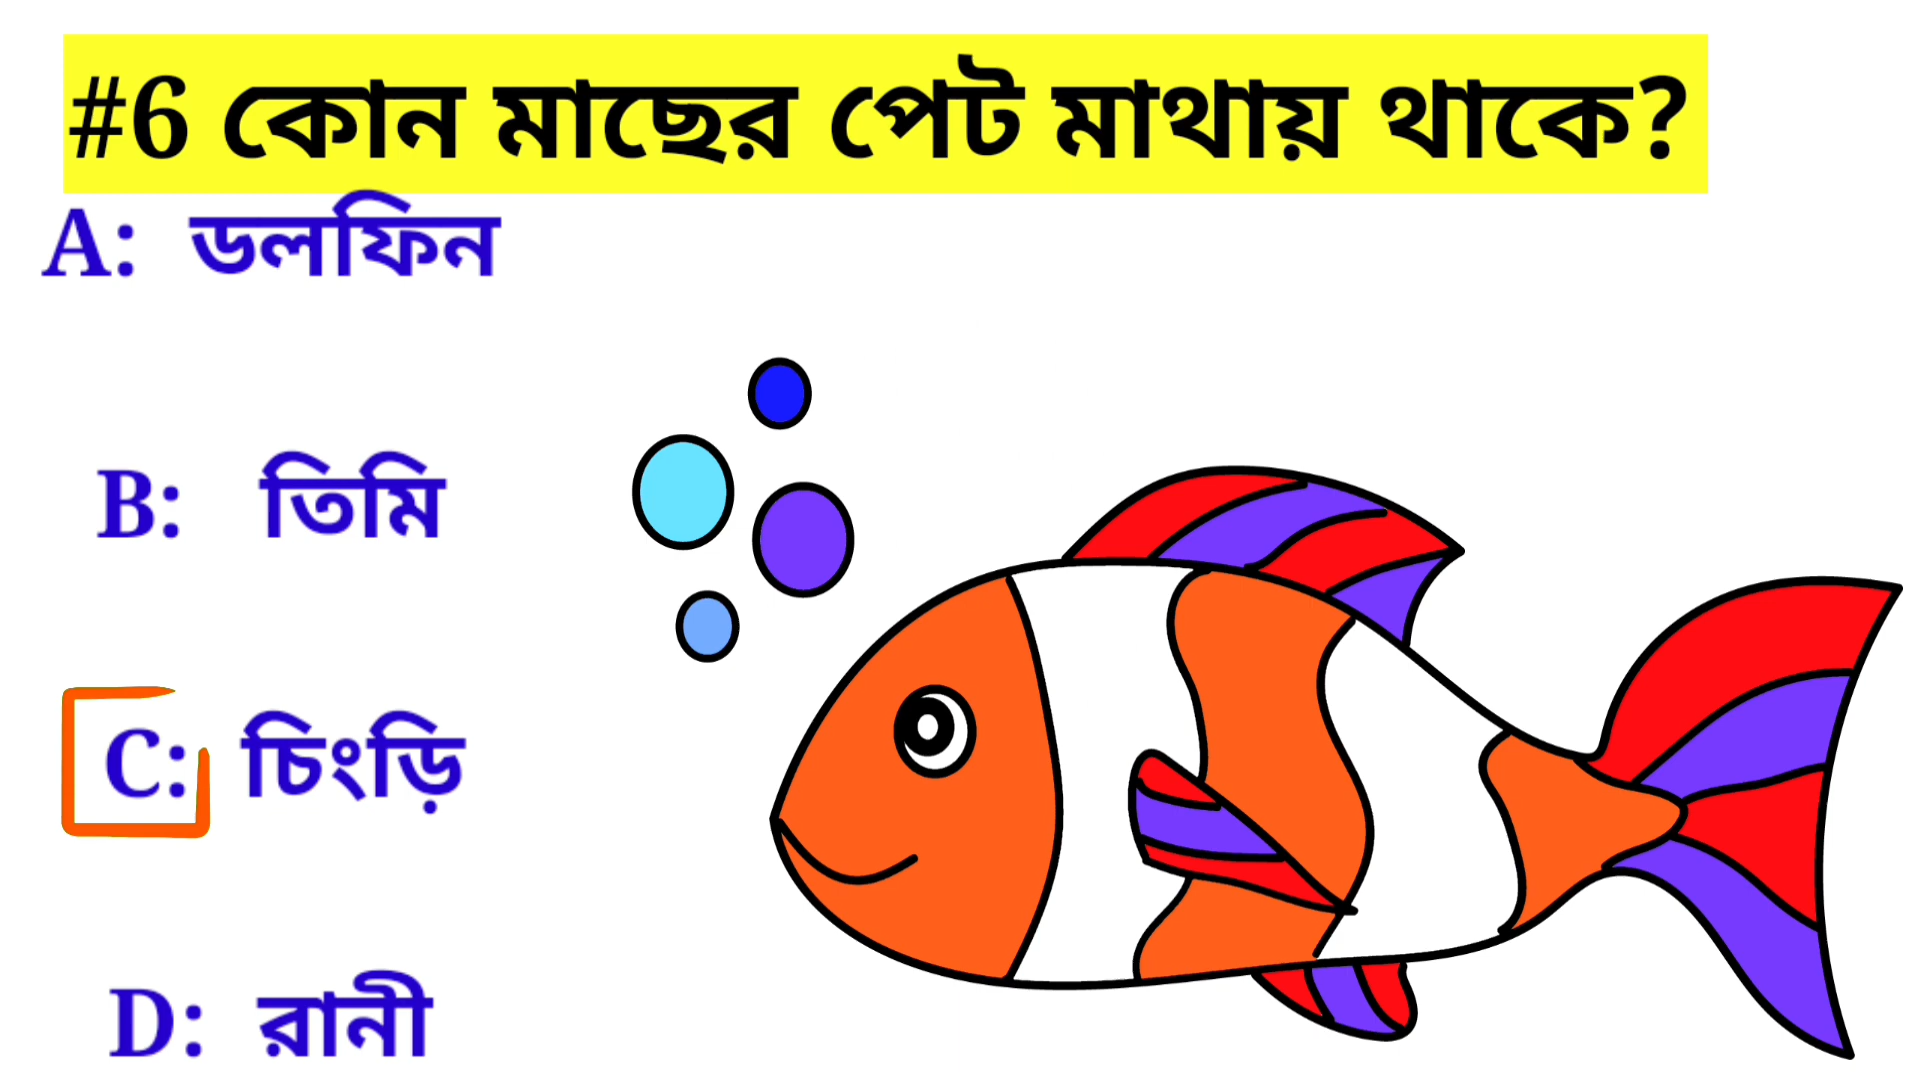 #6 কোন মাছের পেট মাথায় থাকে?
A: ডলফিন
B: তিমি
C: চিংড়ি
D: রানী